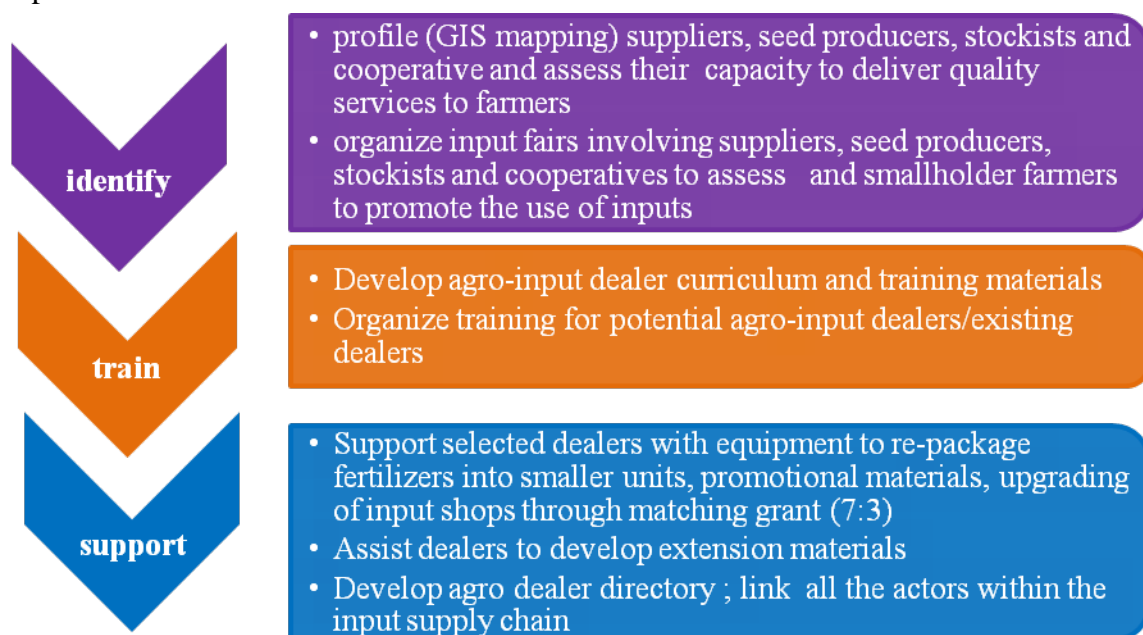 identify
• profile (GIS mapping) suppliers, seed producers, stockists and
cooperative and assess their capacity to deliver quality
services to farmers
• organize input fairs involving suppliers, seed producers,
stockists and cooperatives to assess and smallholder farmers
to promote the use of inputs
train
• Develop agro-input dealer curriculum and training materials
• Organize training for potential agro-input dealers/existing
dealers
support
• Support selected dealers with equipment to re-package
fertilizers into smaller units, promotional materials, upgrading
of input shops through matching grant (7:3)
• Assist dealers to develop extension materials
• Develop agro dealer directory ; link all the actors within the
input supply chain